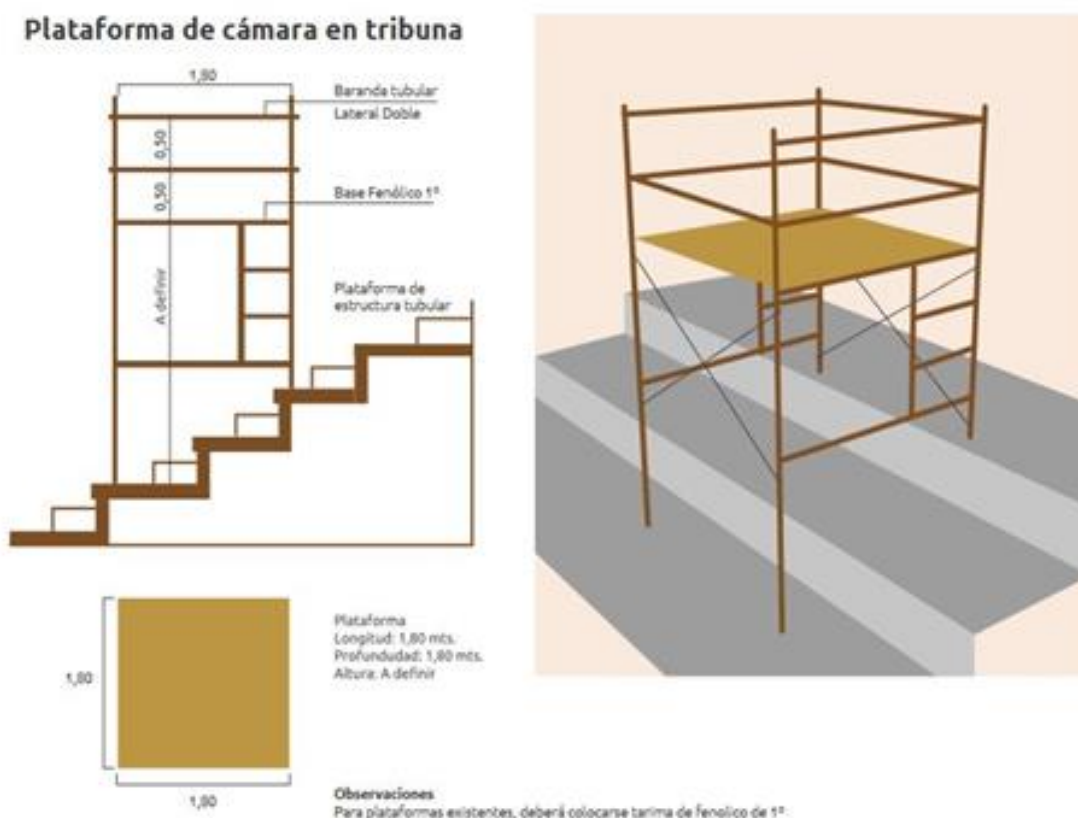 Plataforma de cámara en tribuna
1,80
Baranda tubular
Lateral Doble
0,50
0,50
Base Fenólico 1º
A definir
Plataforma de
estructura tubular
1,80
1,80
Plataforma
Longitud: 1,80 mts.
Profundudad: 1,80 mts.
Altura: A definir
Observaciones
Para plataformas existentes, deberá colocarse tarima de fenolico de 1º